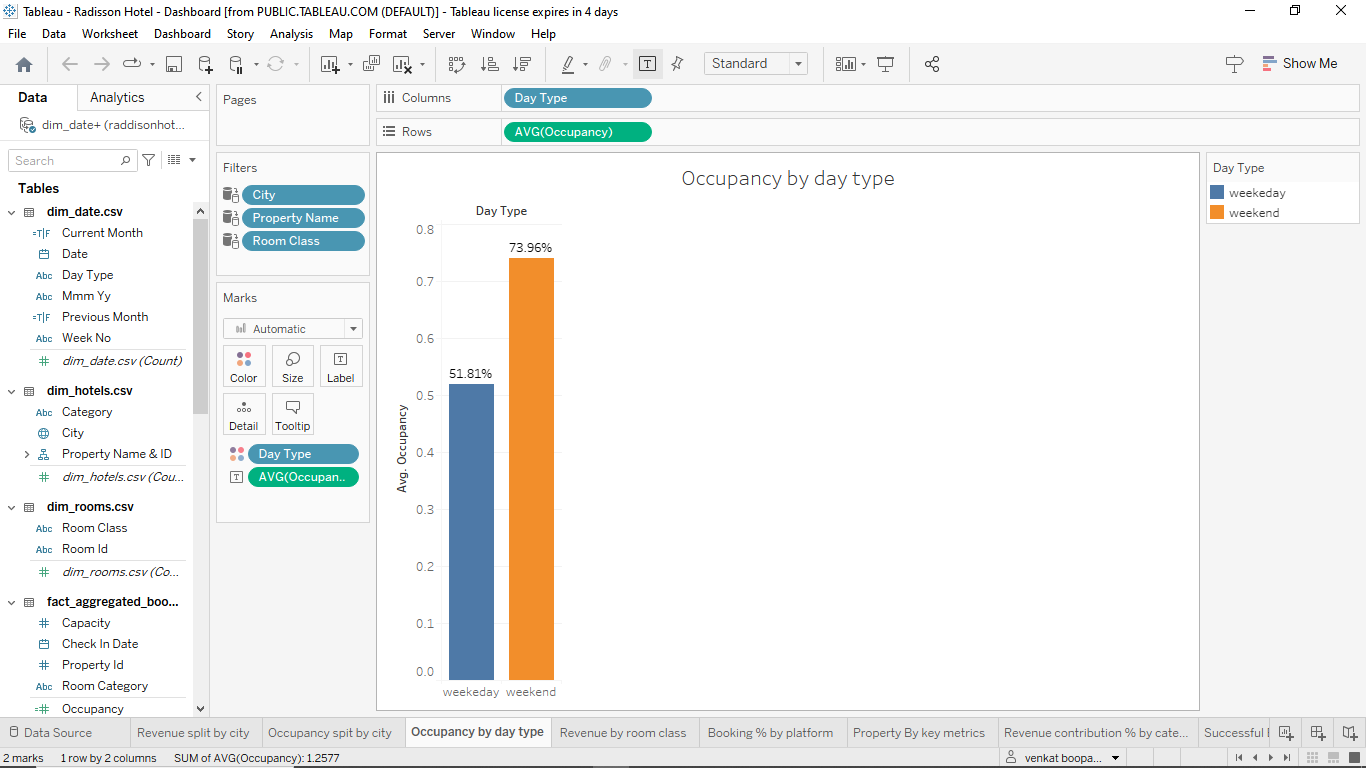 Tableau - Radisson Hotel - Dashboard [from PUBLIC.TABLEAU.COM (DEFAULT)] - Tableau license expires in 4 days
File Data Worksheet Dashboard Story Analysis Map Format Server Window Help
Standard
Show Me
Data Analytics
dim_date+ (raddisonhot...
Search
Tables
dim_date.csv
=T|F Current Month
Date
Abc Day Type
Abc Mmm Yy
=T|F Previous Month
Abc Week No
dim_date.csv (Count)
dim_hotels.csv
Abc Category
City
Property Name & ID
dim_hotels.csv (Cou...
dim_rooms.csv
Abc Room Class
Abc Room Id
dim_rooms.csv (Co...
fact_aggregated_boo...
Capacity
Check In Date
Property Id
Abc Room Category
Occupancy
Pages
Filters
City
Property Name
Room Class
Marks
Automatic
Color Size Label
Detail Tooltip
Day Type
AVG(Occupan..
Columns Day Type
Rows AVG(Occupancy)
Occupancy by day type
Day Type
Avg. Occupancy
0.8
0.7
0.6
0.5
0.4
0.3
0.2
0.1
0.0
51.81%
73.96%
weekeday weekend
Day Type
weekeday
weekend
Data Source Revenue split by city Occupancy spit by city Occupancy by day type Revenue by room class Booking % by platform Property By key metrics Revenue contribution % by cate...  Successful
2 marks 1 row by 2 columns SUM of AVG(Occupancy): 1.2577 venkat boopa...